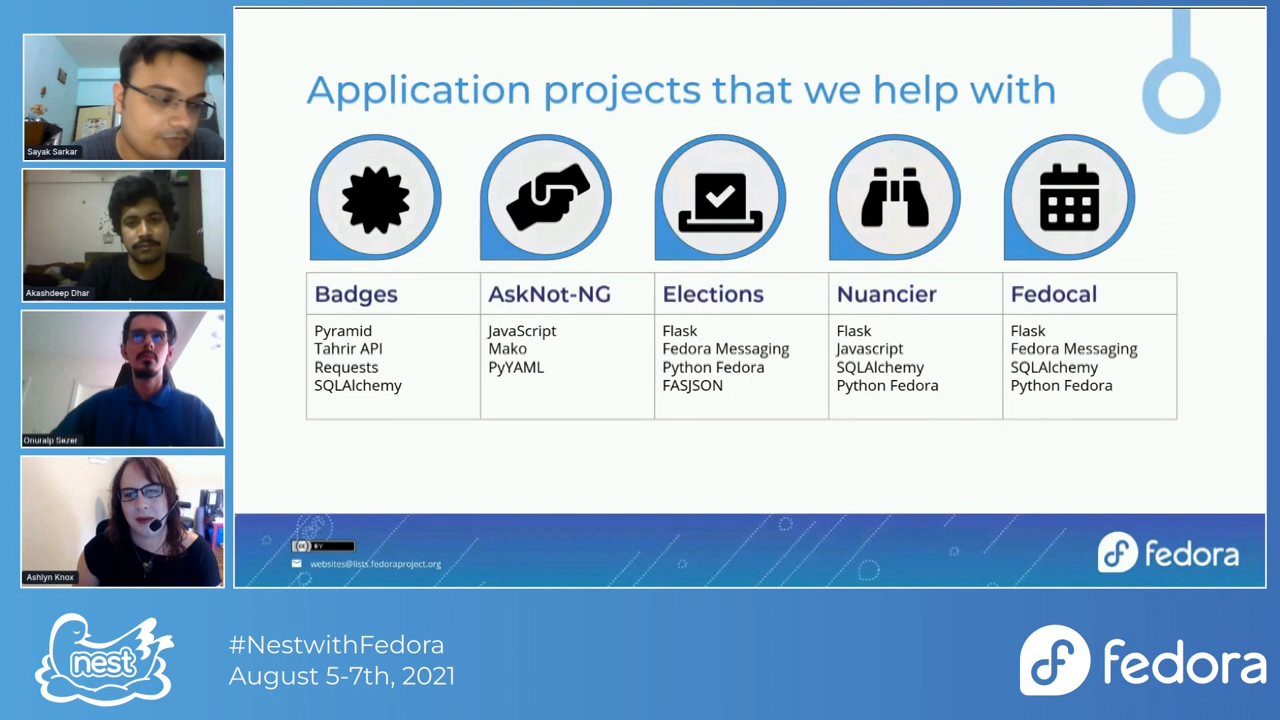 Application projects that we help with
Sayak Sarkar
Akashdeep Dhar
Onuralp Sezer
Ashlyn Knox
Badges
Pyramid
Tahrir API
Requests
SQLAlchemy
AskNot-NG
JavaScript
Mako
PyYAML
Elections
Flask
Fedora Messaging
Python Fedora
FASJSON
Nuancier
Flask
Javascript
SQLAlchemy
Python Fedora
Fedocal
Flask
Fedora Messaging
SQLAlchemy
Python Fedora
cc BY
websites@lists.fedoraproject.org
fedora
nest
#NestwithFedora
August 5-7th, 2021
fedora